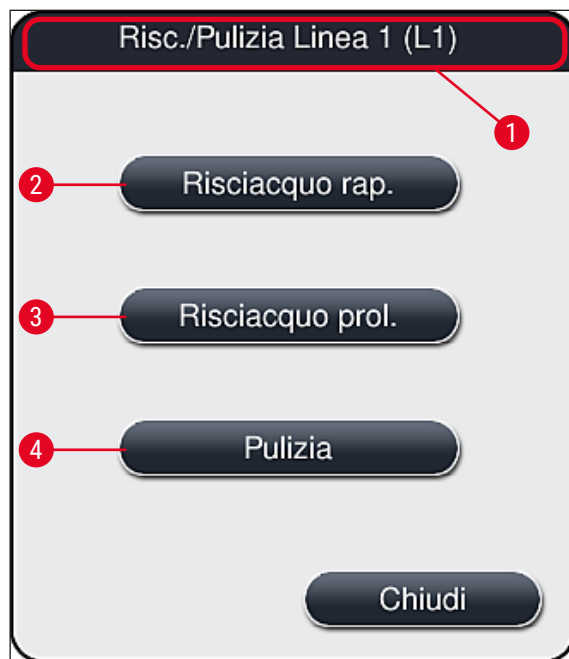 Risc./Pulizia Linea 1 (L1)
1
2
Risciacquo rap.
3
Risciacquo prol.
4
Pulizia
Chiudi